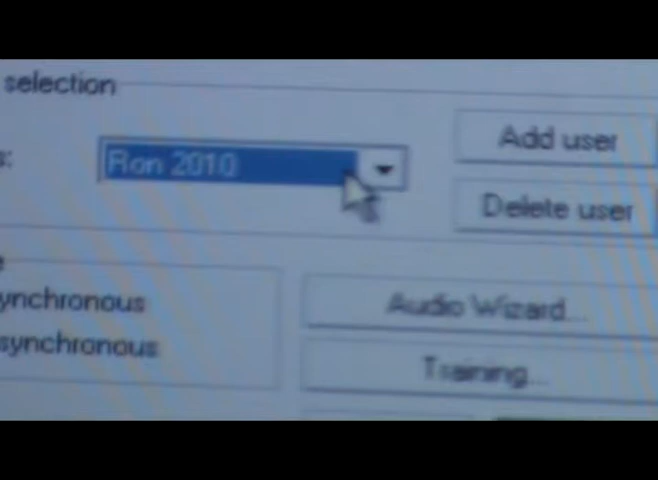 selection
Add user
s:
Ron 2010
Delete user
e
ynchronous
Audio Wizard...
synchronous
Training...